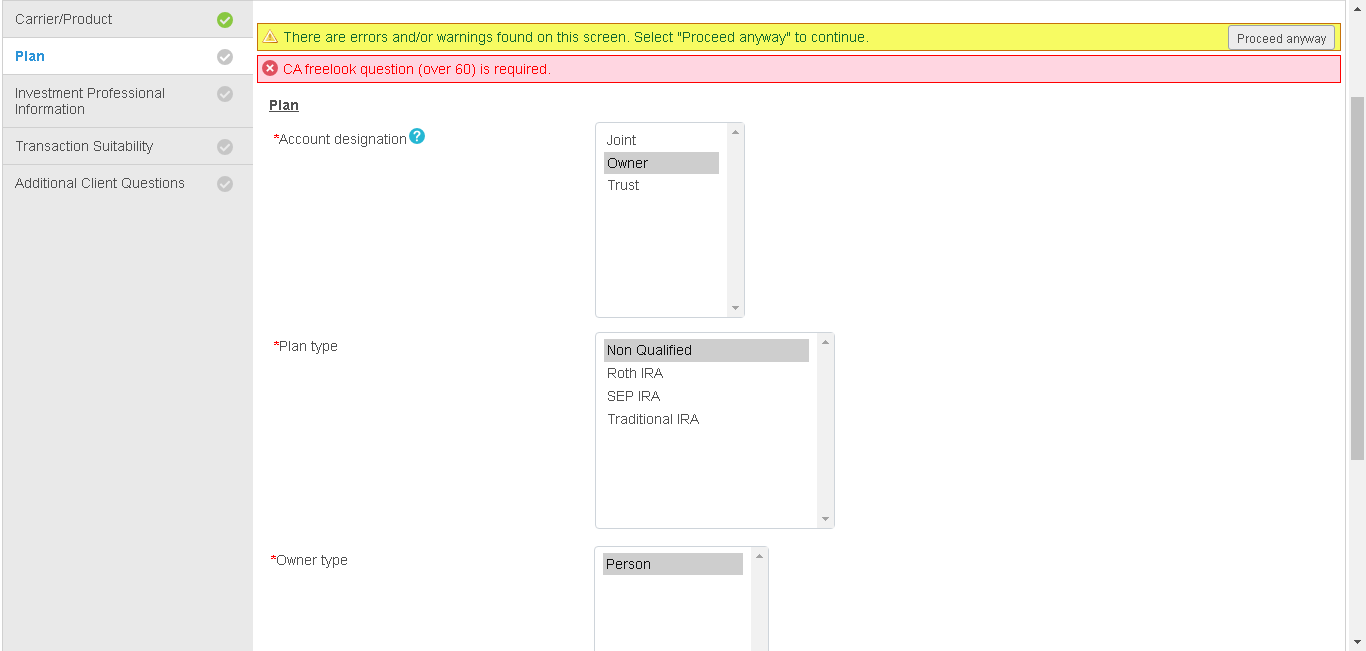 Carrier/Product
Plan
Investment Professional
Information
Transaction Suitability
Additional Client Questions
There are errors and/or warnings found on this screen. Select "Proceed anyway" to continue.
Proceed anyway
CA freelook question (over 60) is required.
Plan
*Account designation ?
Joint
Owner
Trust
*Plan type
Non Qualified
Roth IRA
SEP IRA
Traditional IRA
*Owner type
Person